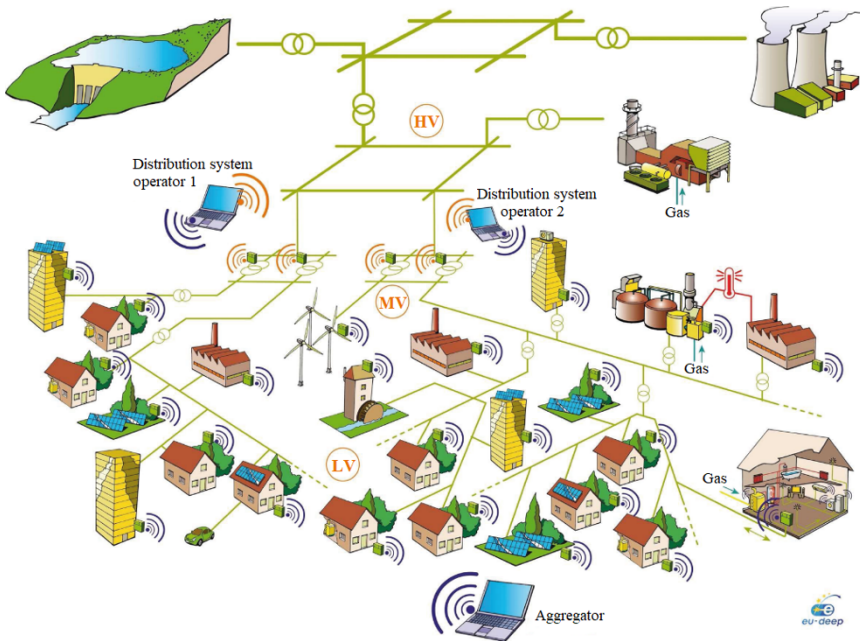 HV
Distribution system
operator 1
Distribution system
operator 2
Gas
MV
Gas
LV
Gas
Aggregator
eu-deep